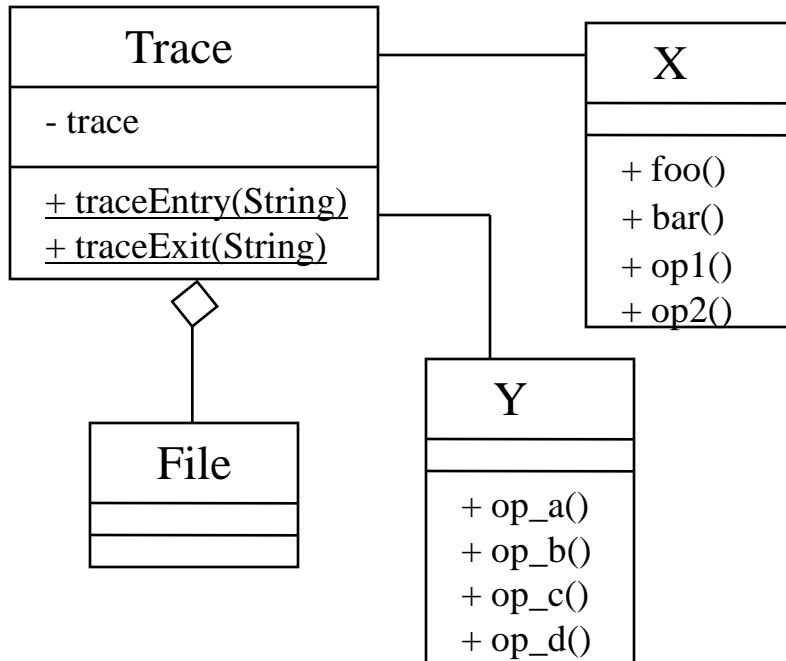 Trace
- trace
+ traceEntry(String)
+ traceExit(String)
X
+ foo()
+ bar()
+ op1()
+ op2()
File
Y
+ op_a()
+ op_b()
+ op_c()
+ op_d()